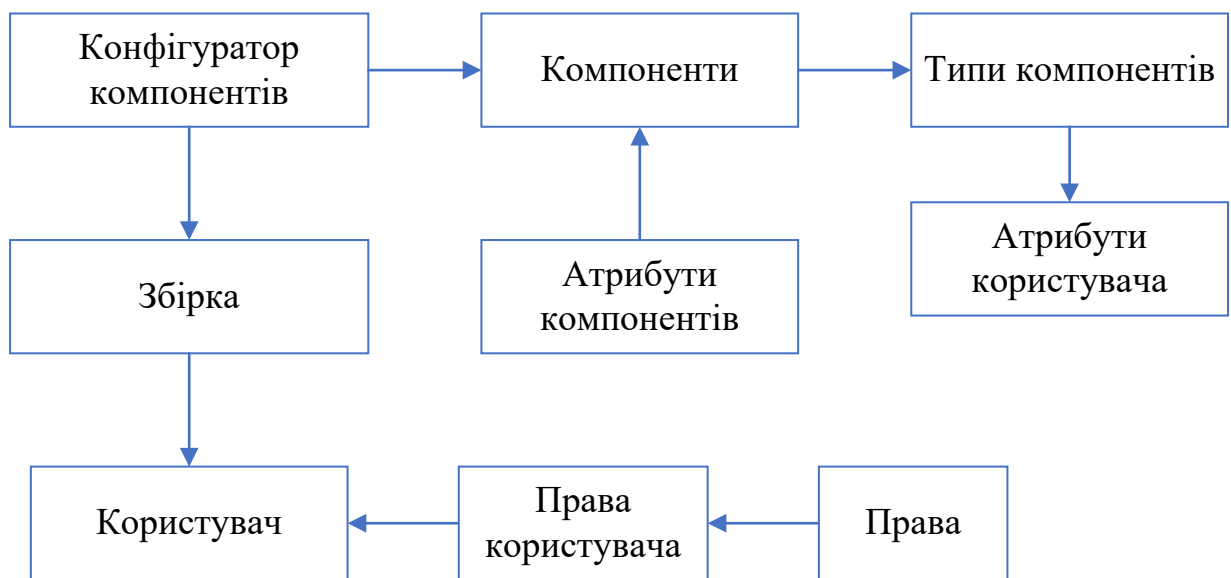 Конфігуратор
компонентів
Компоненти
Типи компонентів
Збірка
Атрибути
компонентів
Атрибути
користувача
Користувач
Права
користувача
Права